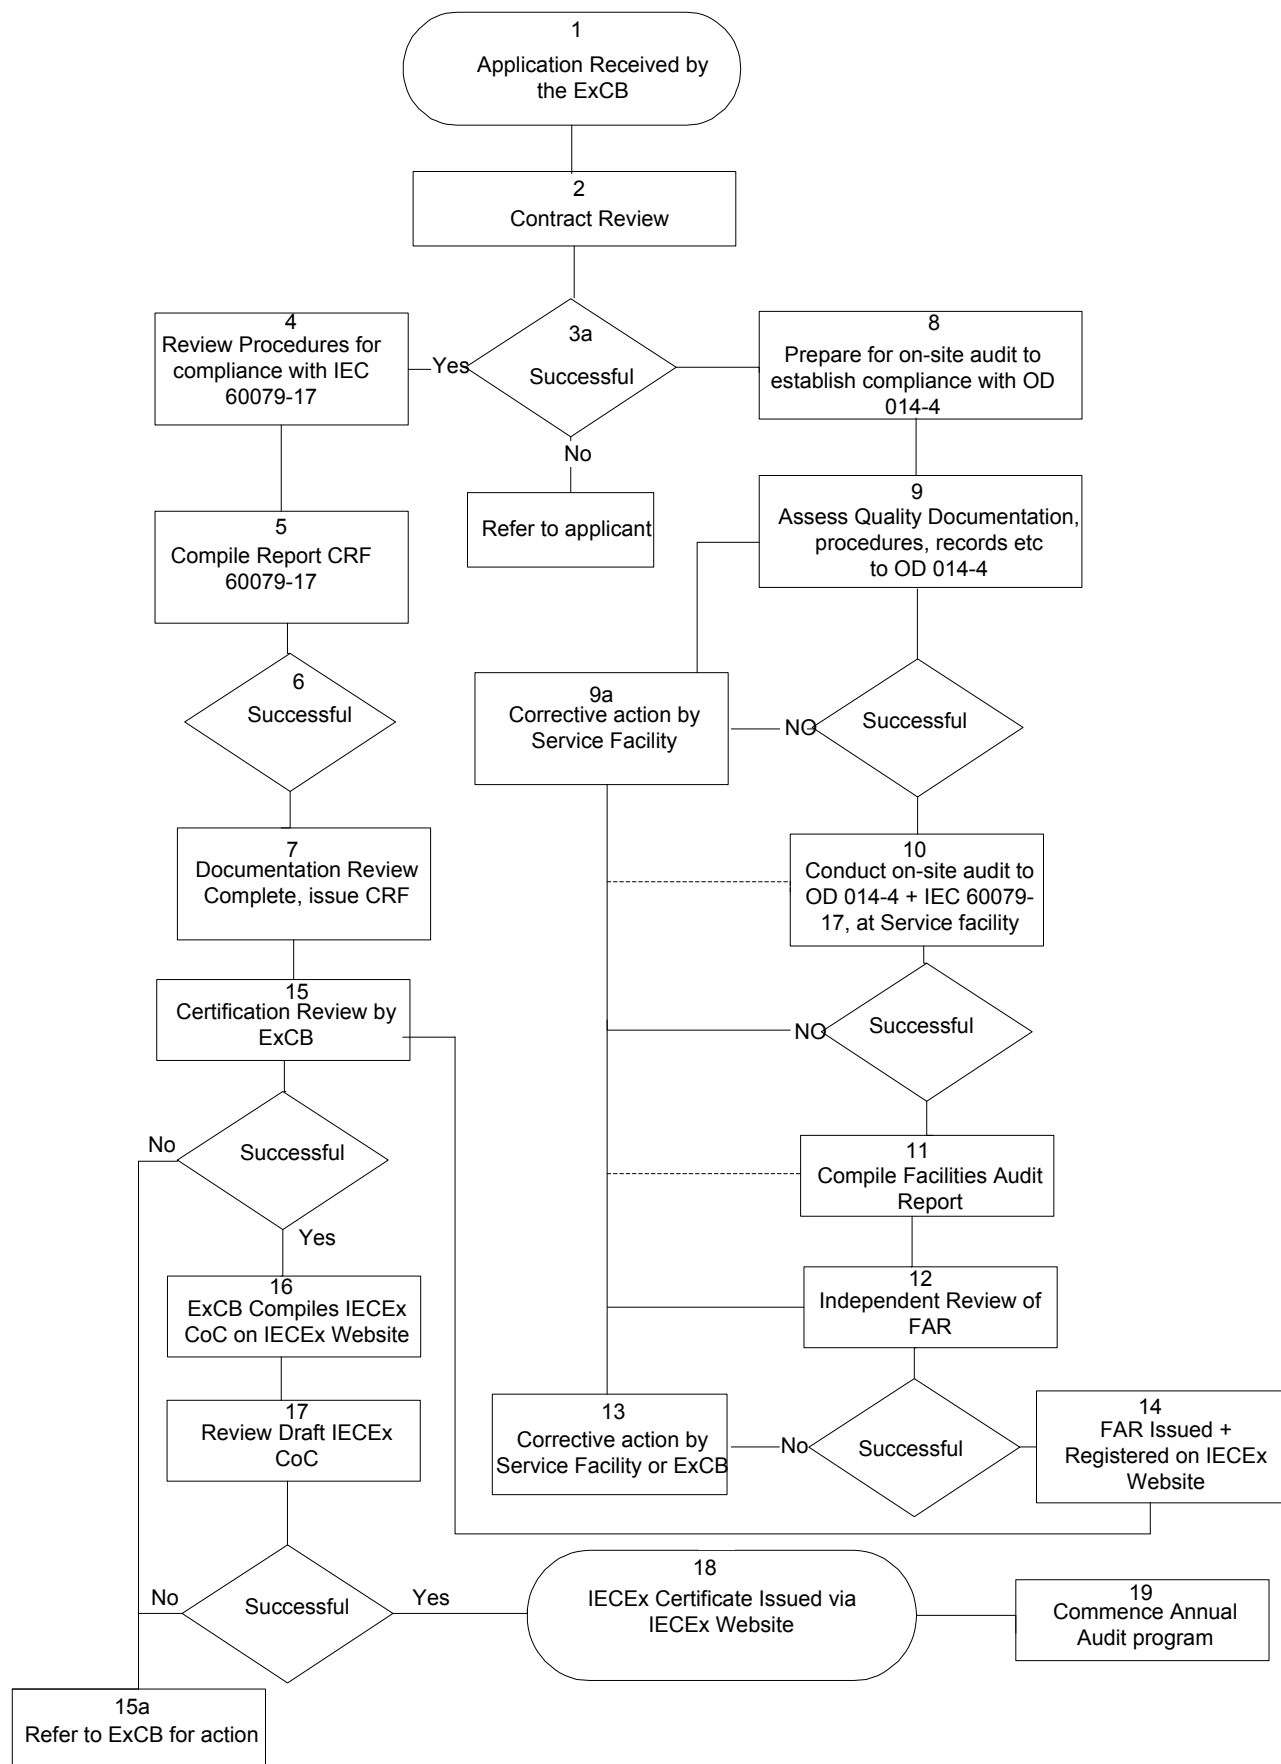 1
Application Received by
the ExCB
2
Contract Review
3a
Successful
Yes
No
Refer to applicant
4
Review Procedures for
compliance with IEC
60079-17
5
Compile Report CRF
60079-17
6
Successful
7
Documentation Review
Complete, issue CRF
8
Prepare for on-site audit to
establish compliance with OD
014-4
9
Assess Quality Documentation,
procedures, records etc
to OD 014-4
Successful
NO
9a
Corrective action by
Service Facility
10
Conduct on-site audit to
OD 014-4 + IEC 60079-
17, at Service facility
Successful
NO
11
Compile Facilities Audit
Report
12
Independent Review of
FAR
Successful
No
13
Corrective action by
Service Facility or ExCB
14
FAR Issued +
Registered on IECEx
Website
15
Certification Review by
ExCB
Successful
No
Yes
16
ExCB Compiles IECEx
CoC on IECEx Website
17
Review Draft IECEx
CoC
Successful
No
Yes
15a
Refer to ExCB for action
18
IECEx Certificate Issued via
IECEx Website
19
Commence Annual
Audit program